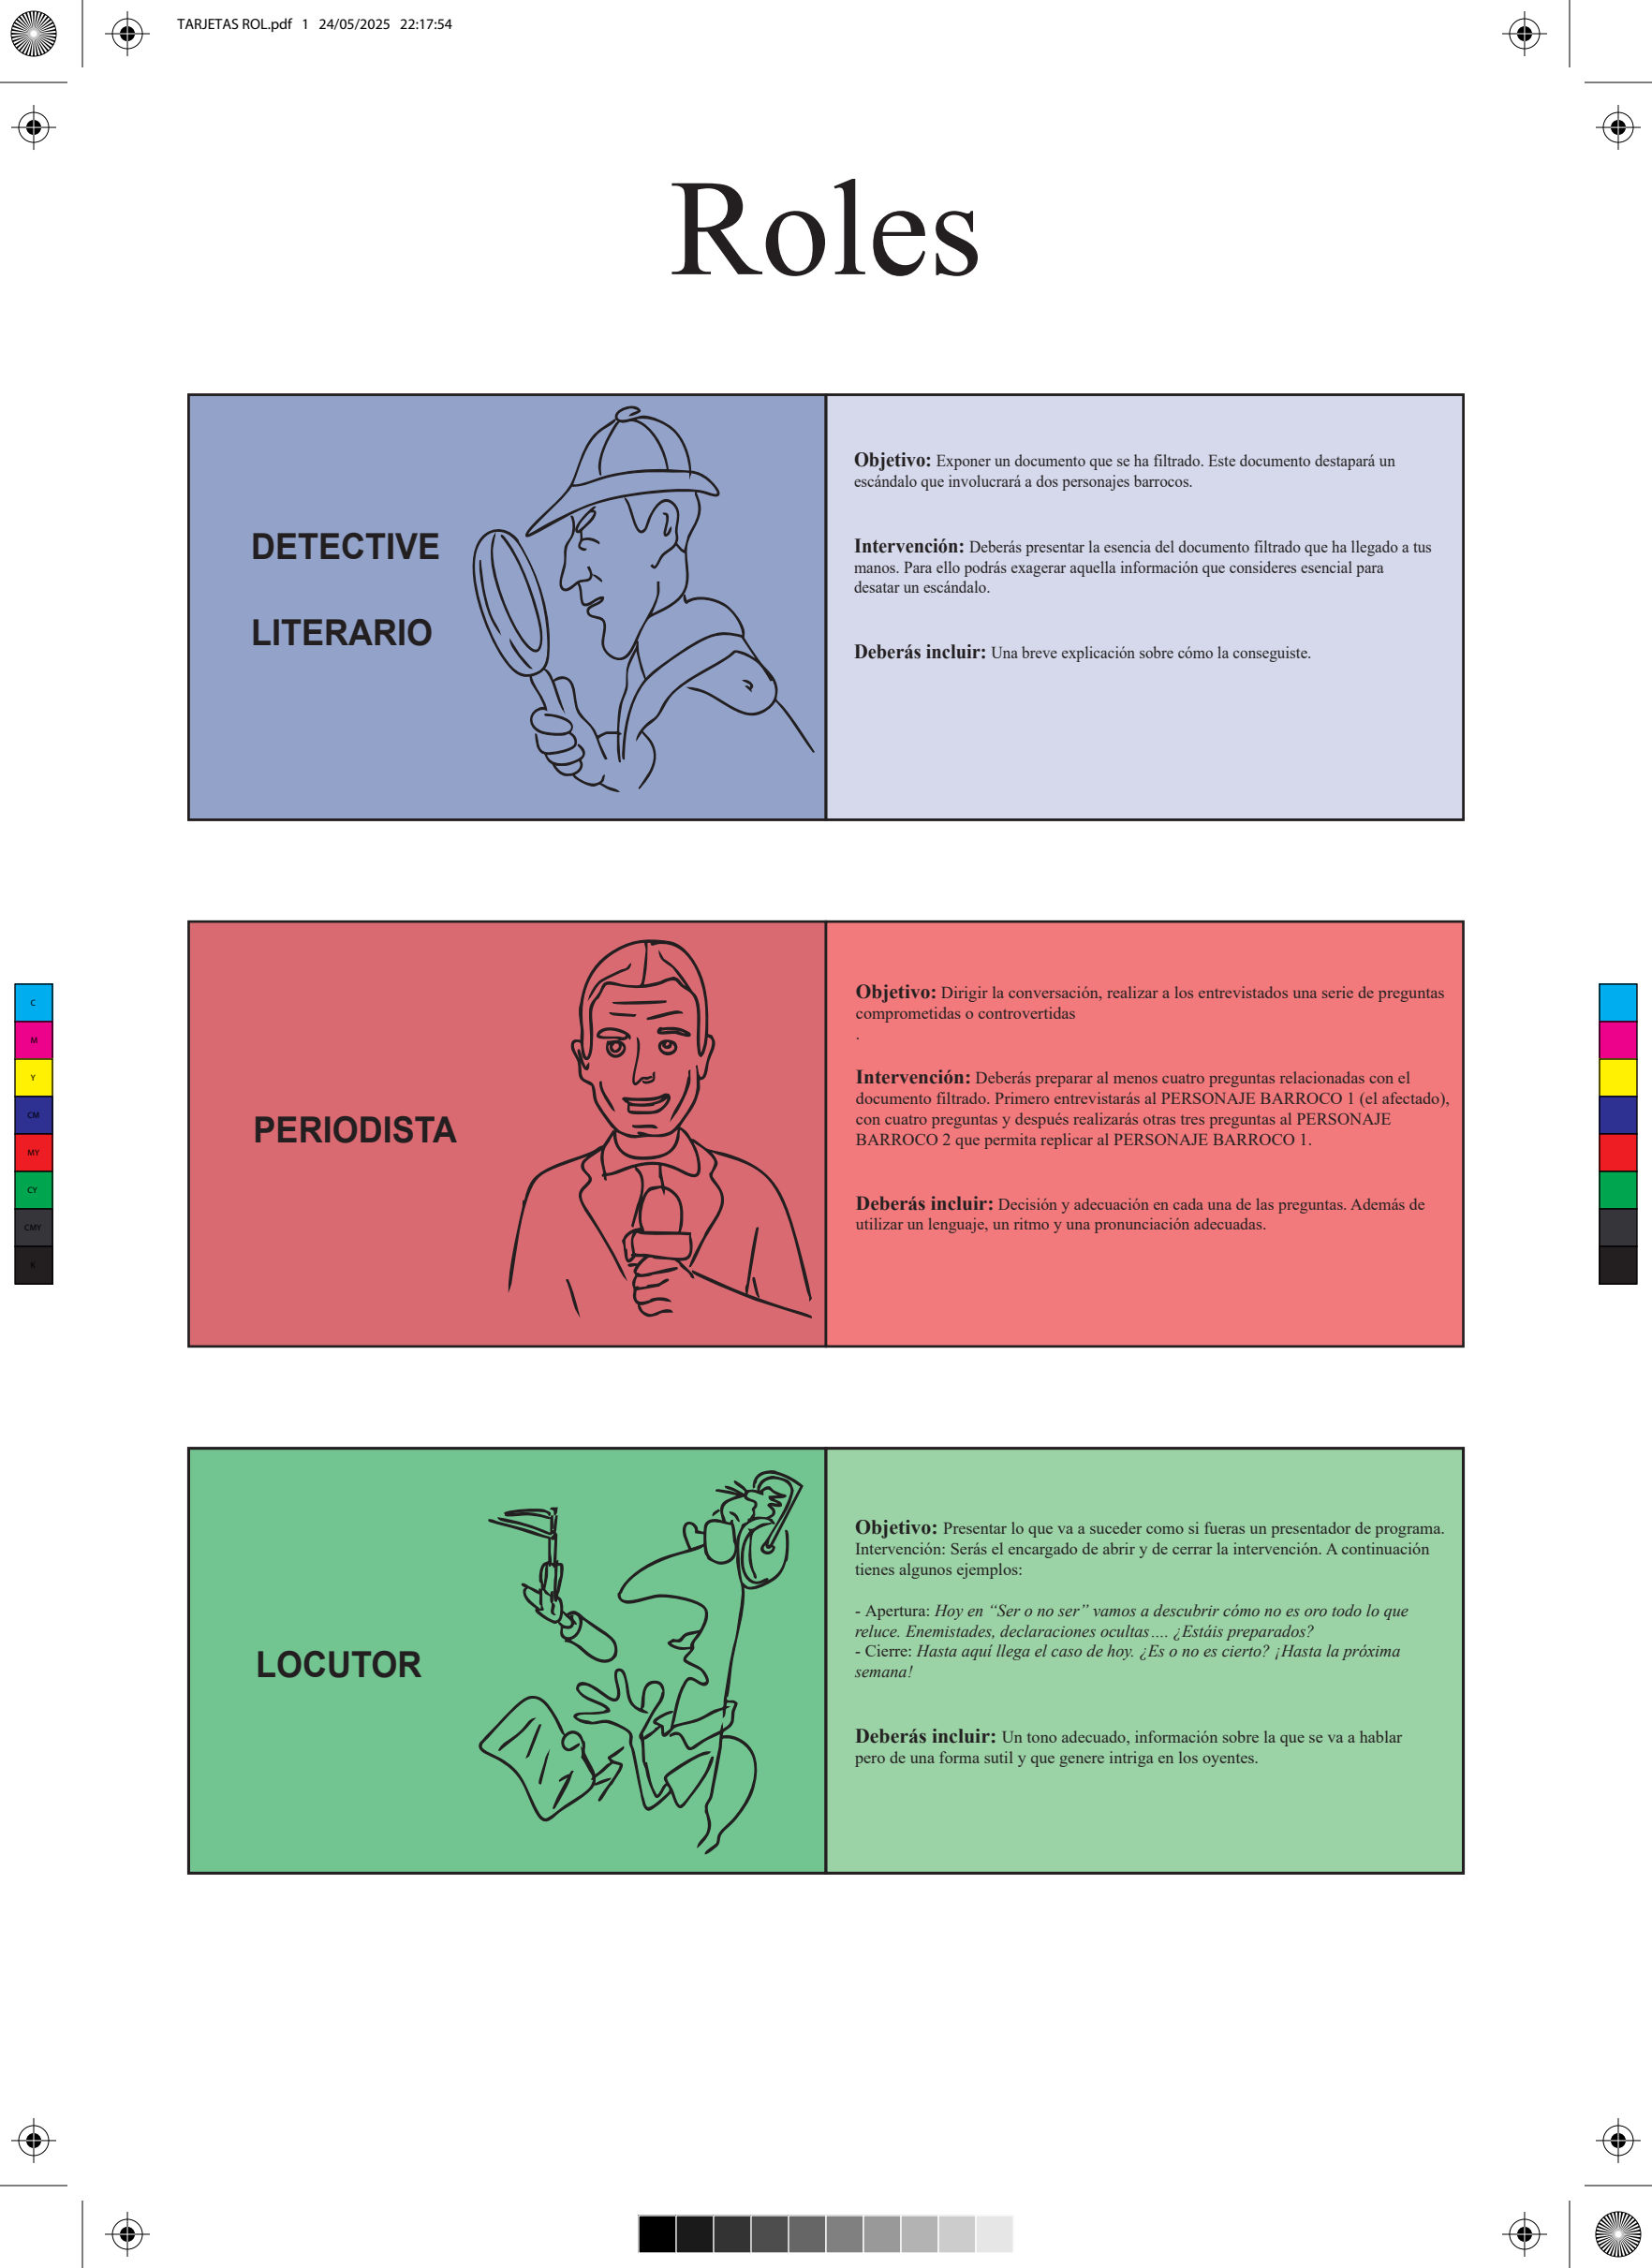 TARJETAS ROL.pdf 1 24/05/2025 22:17:54
Roles
DETECTIVE
LITERARIO
Objetivo: Exponer un documento que se ha filtrado. Este documento destapará un
escándalo que involucrará a dos personajes barrocos.
Intervención: Deberás presentar la esencia del documento filtrado que ha llegado a tus
manos. Para ello podrás exagerar aquella información que consideres esencial para
desatar un escándalo.
Deberás incluir: Una breve explicación sobre cómo la conseguiste.
PERIODISTA
Objetivo: Dirigir la conversación, realizar a los entrevistados una serie de preguntas
comprometidas o controvertidas
.
Intervención: Deberás preparar al menos cuatro preguntas relacionadas con el
documento filtrado. Primero entrevistarás al PERSONAJE BARROCO 1 (el afectado),
con cuatro preguntas y después realizarás otras tres preguntas al PERSONAJE
BARROCO 2 que permita replicar al PERSONAJE BARROCO 1.
Deberás incluir: Decisión y adecuación en cada una de las preguntas. Además de
utilizar un lenguaje, un ritmo y una pronunciación adecuadas.
LOCUTOR
Objetivo: Presentar lo que va a suceder como si fueras un presentador de programa.
Intervención: Serás el encargado de abrir y de cerrar la intervención. A continuación
tienes algunos ejemplos:
- Apertura: Hoy en “Ser o no ser” vamos a descubrir cómo no es oro todo lo que
reluce. Enemistades, declaraciones ocultas…. ¿Estáis preparados?
- Cierre: Hasta aquí llega el caso de hoy. ¿Es o no es cierto? ¡Hasta la próxima
semana!
Deberás incluir: Un tono adecuado, información sobre la que se va a hablar
pero de una forma sutil y que genere intriga en los oyentes.
C
M
Y
CM
MY
CY
CMY
K